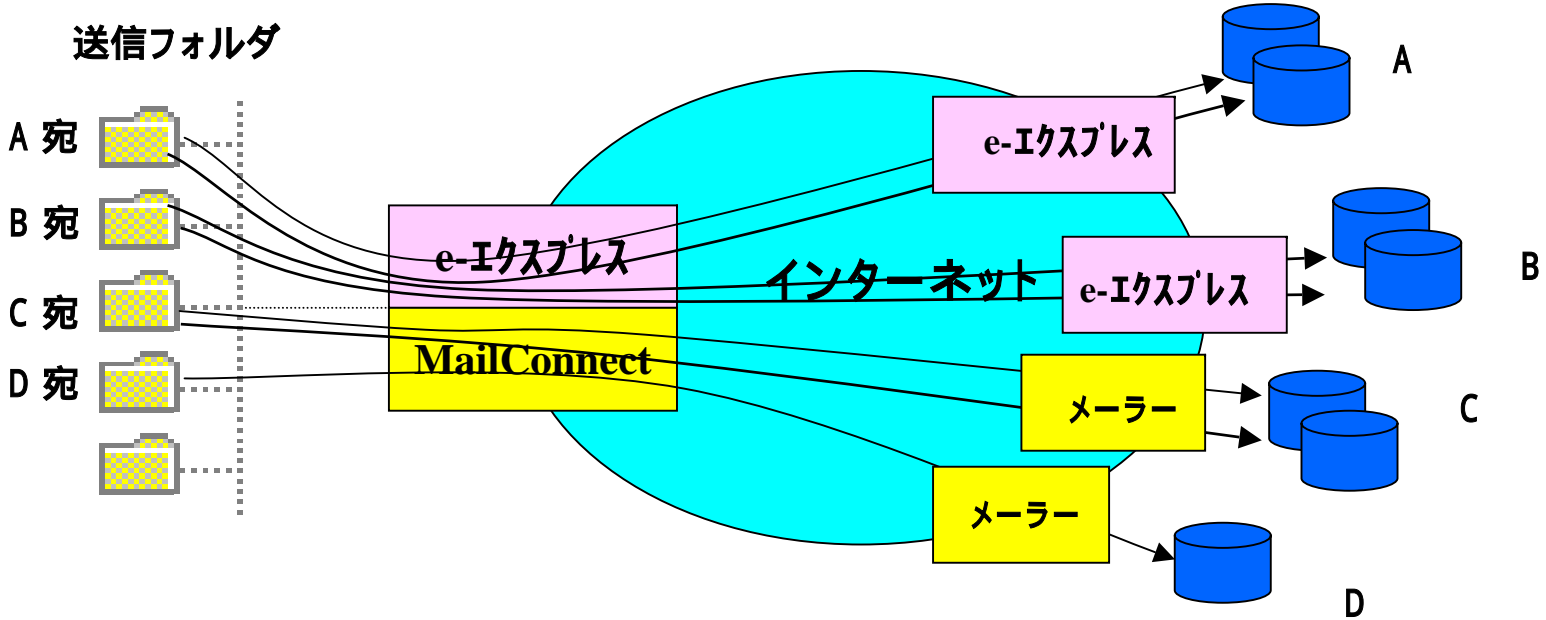 送信フォルダ
A 宛
B 宛
C 宛
D 宛
e-エクスプレス
MailConnect
インターネット
e-エクスプレス
A
e-エクスプレス
B
メーラー
C
メーラー
D